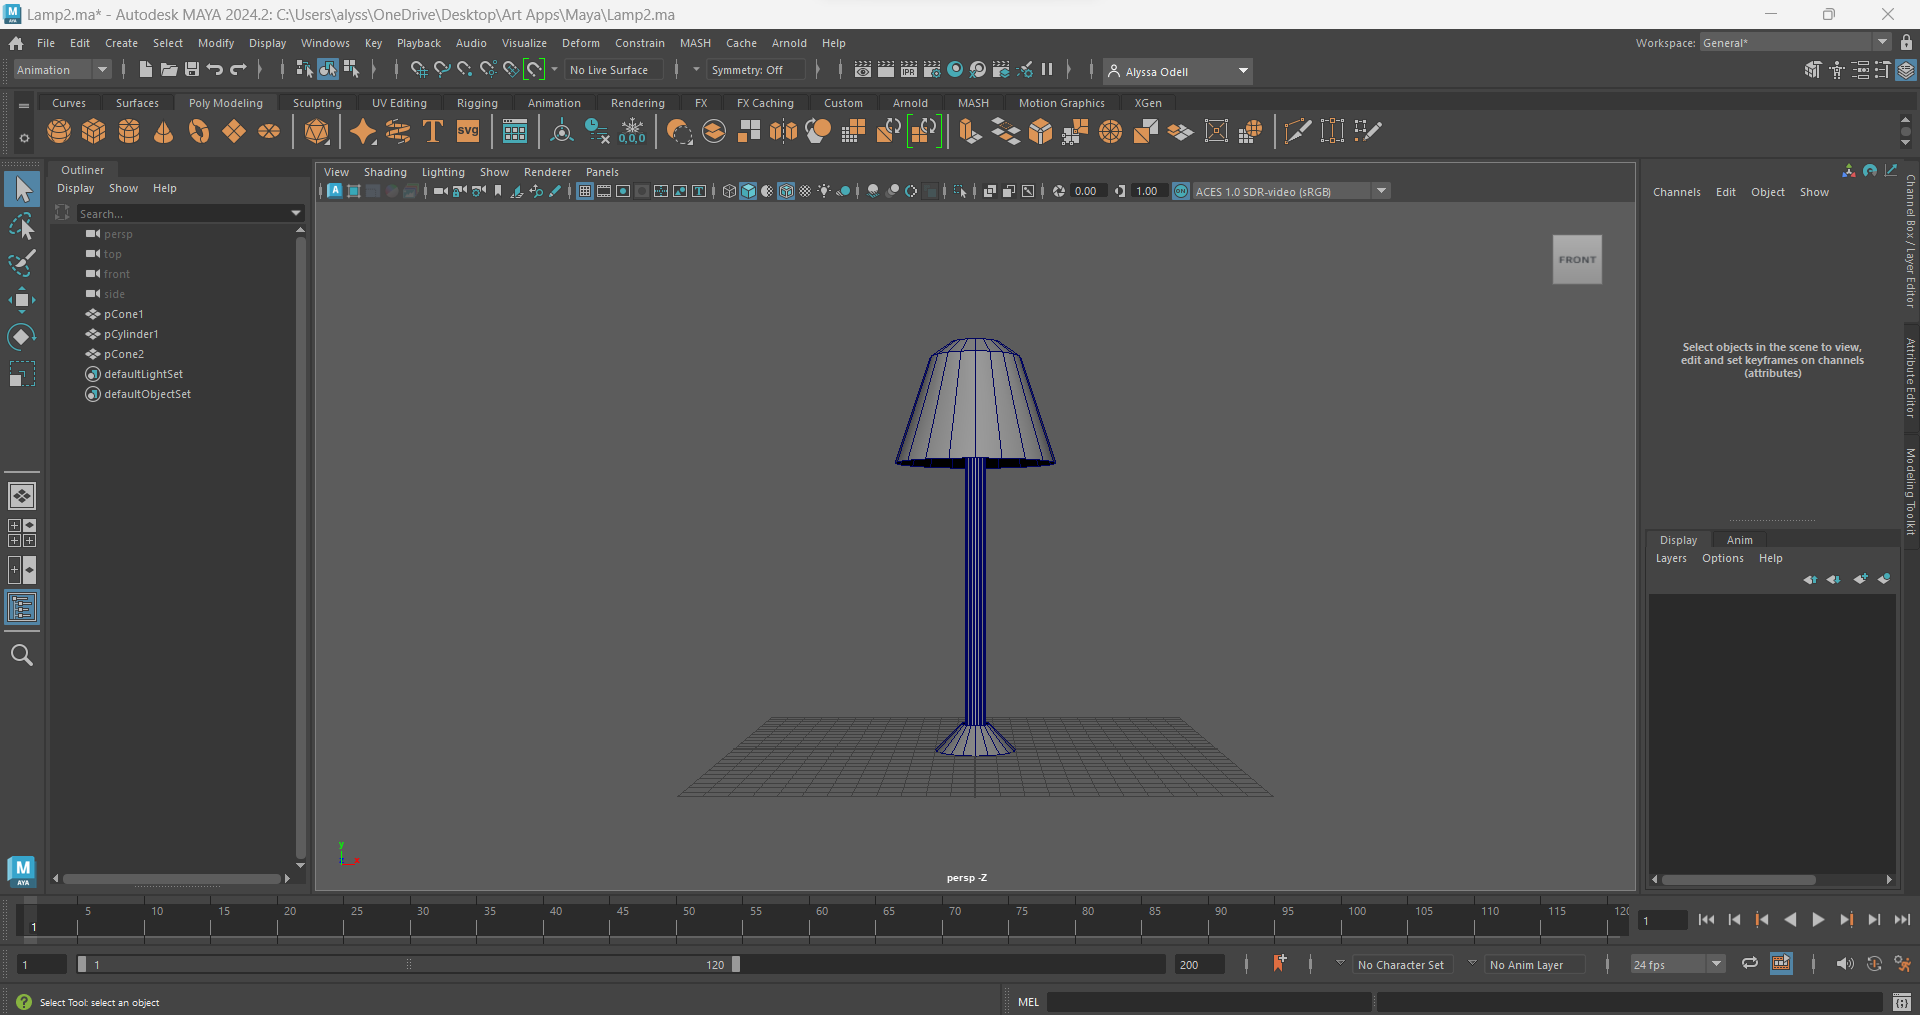 Lamp2.ma* - Autodesk MAYA 2024.2: C:\Users\alyss\OneDrive\Desktop\Art Apps\Maya\Lamp2.ma
File Edit Create Select Modify Display Windows Key Playback Audio Visualize Deform Constrain MASH Cache Arnold Help
Workspace: General*
Animation
No Live Surface
Symmetry: Off
IPR
Alyssa Odell
Curves Surfaces Poly Modeling Sculpting UV Editing Rigging Animation Rendering FX FX Caching Custom Arnold MASH Motion Graphics XGen
T
SVG
0,0,0
Outliner
Display Show Help
Search...
persp
top
front
side
pCone1
pCylinder1
pCone2
defaultLightSet
defaultObjectSet
View Shading Lighting Show Renderer Panels
0.00
1.00
ON
ACES 1.0 SDR-video (sRGB)
FRONT
y
z x
persp -Z
Channels Edit Object Show
Select objects in the scene to view,
edit and set keyframes on channels
(attributes)
Channel Box / Layer Editor
Attribute Editor
Modeling Toolkit
Display Anim
Layers Options Help
M
AYA
1
5 10 15 20 25 30 35 40 45 50 55 60 65 70 75 80 85 90 95 100 105 110 115 120
1
1
1
120
200
No Character Set
No Anim Layer
24 fps
Select Tool: select an object
MEL